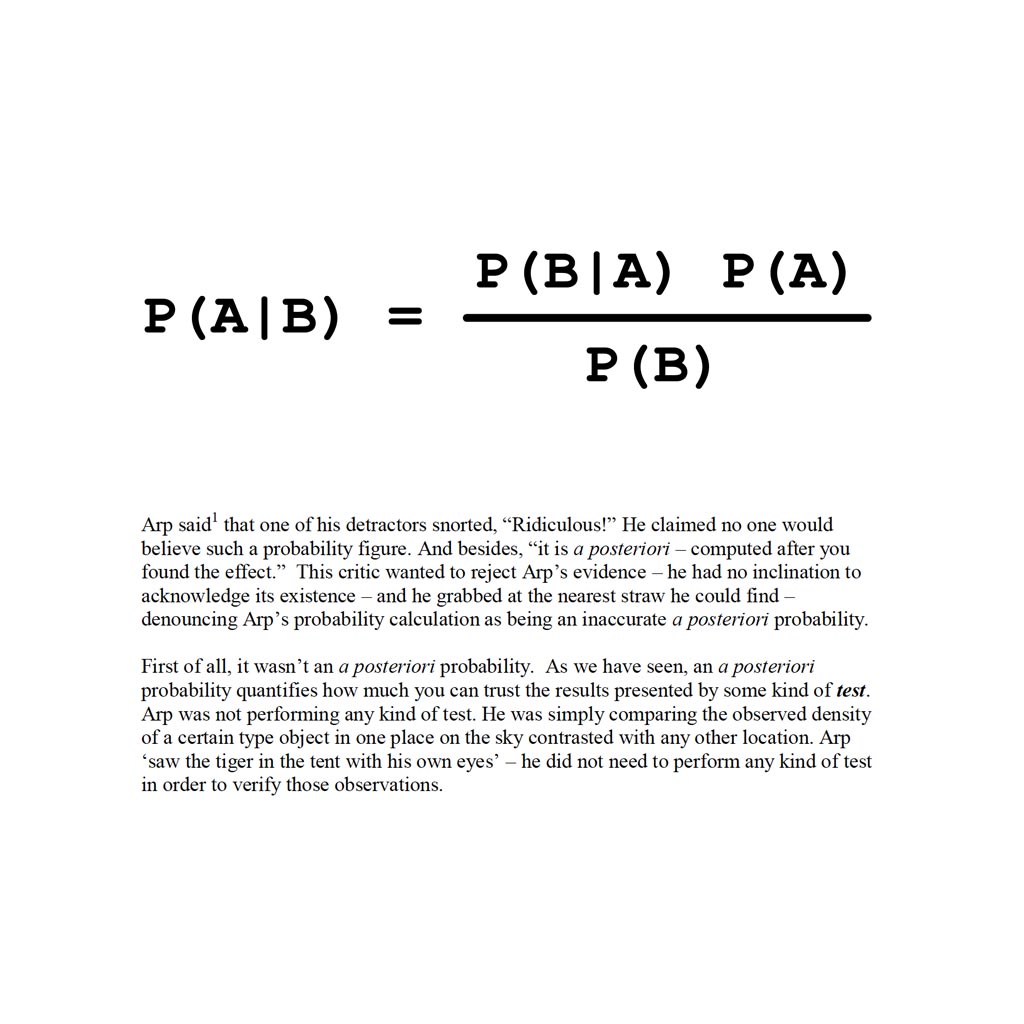 P(A|B) = P(B|A) P(A)
P(B)
Arp said¹ that one of his detractors snorted, “Ridiculous!” He claimed no one would
believe such a probability figure. And besides, “it is a posteriori – computed after you
found the effect.”  This critic wanted to reject Arp’s evidence – he had no inclination to
acknowledge its existence – and he grabbed at the nearest straw he could find –
denouncing Arp’s probability calculation as being an inaccurate a posteriori probability.
First of all, it wasn’t an a posteriori probability.  As we have seen, an a posteriori
probability quantifies how much you can trust the results presented by some kind of test.
Arp was not performing any kind of test. He was simply comparing the observed density
of a certain type object in one place on the sky contrasted with any other location. Arp
‘saw the tiger in the tent with his own eyes’ – he did not need to perform any kind of test
in order to verify those observations.